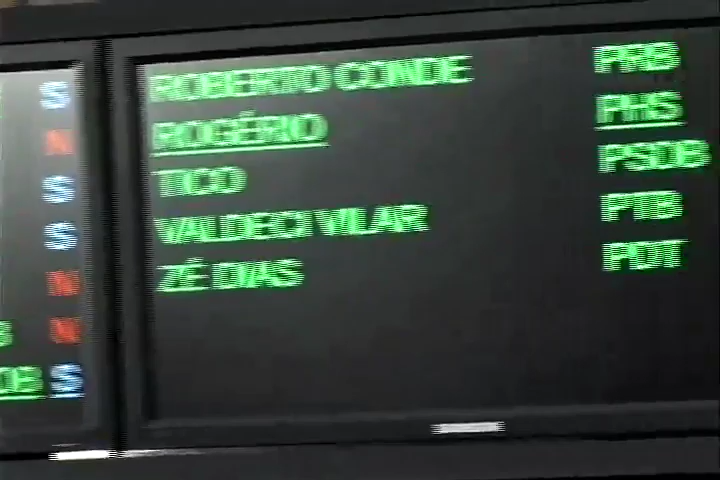 S ROBERTO CONDE PRB
N ROGÉRIO PHS
S TICO PSDB
S VALDECI VILAR PTB
N ZÉ DIAS PDT
N
S